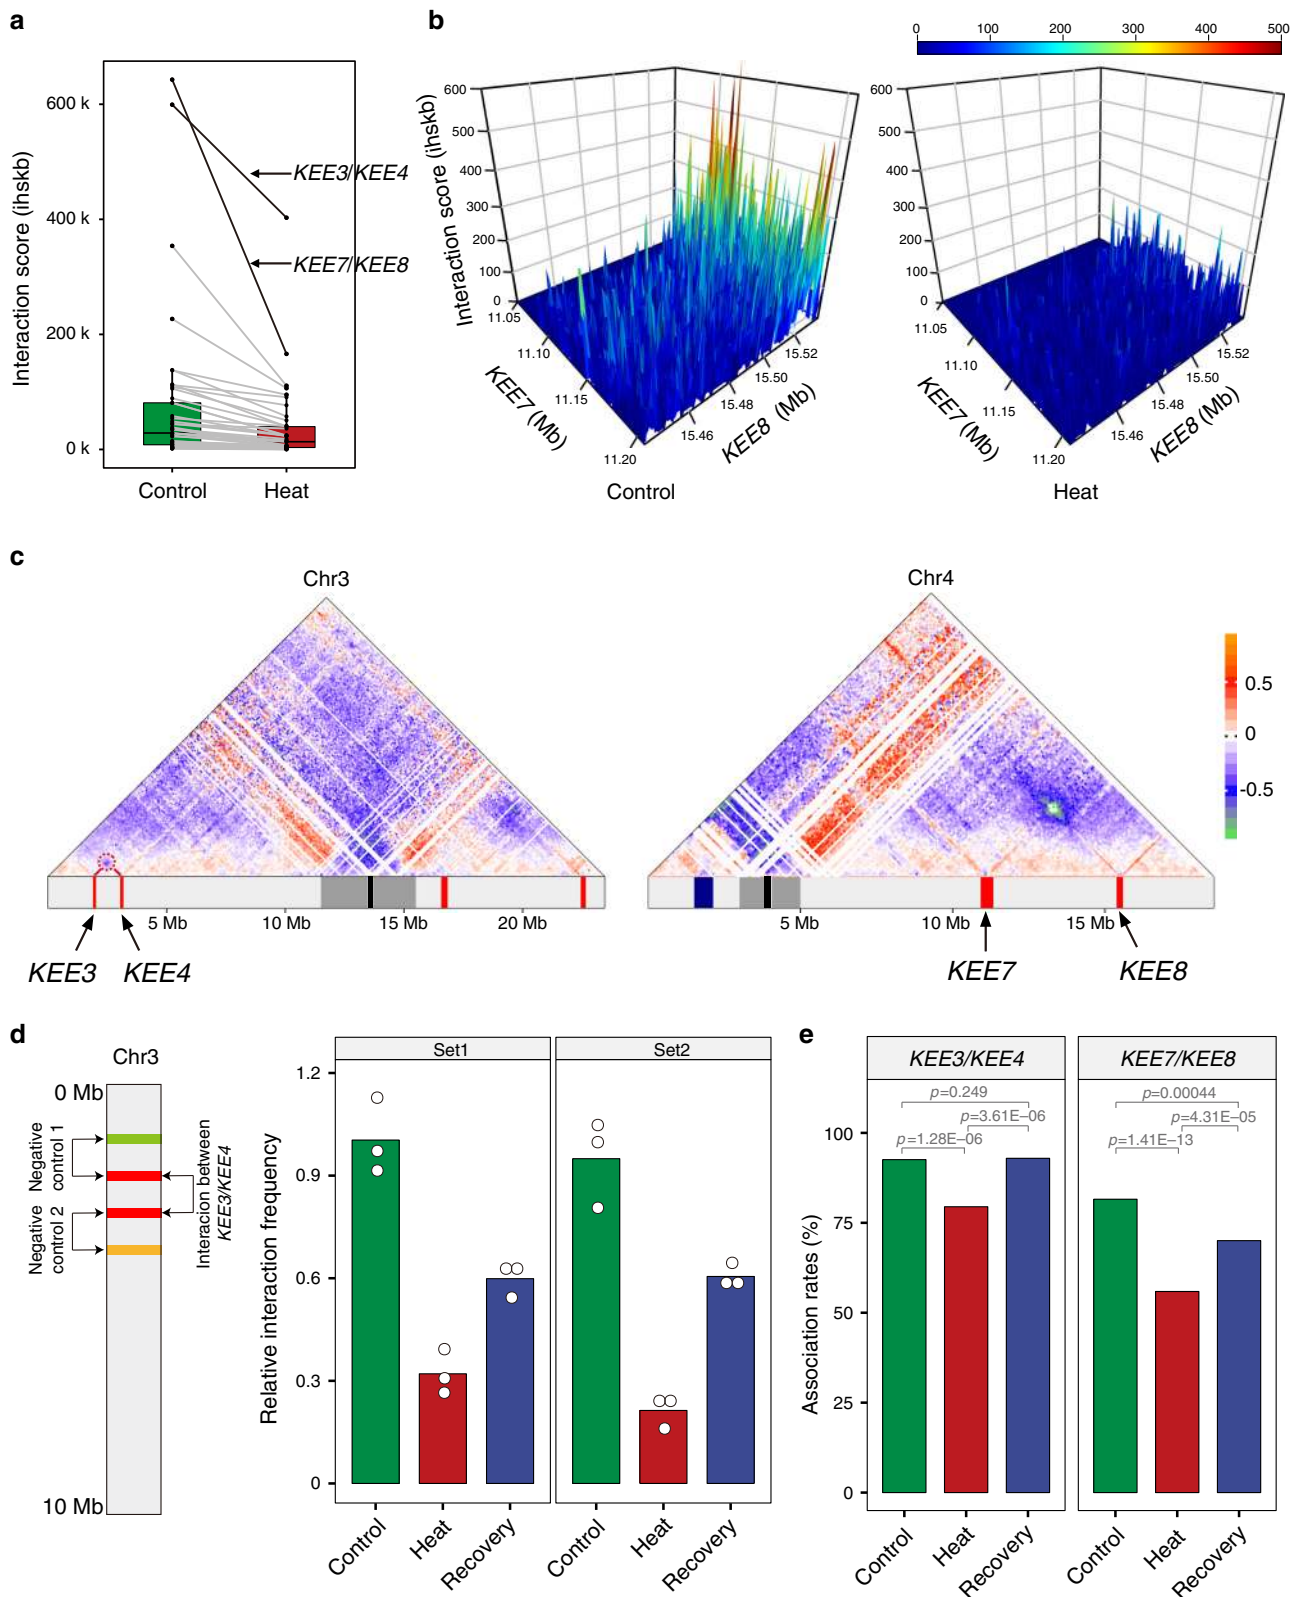 a
Interaction score (ihskb)
600 k
400 k
200 k
0 k
KEE3/KEE4
KEE7/KEE8
Control
Heat
b
0
100
200
300
400
500
Interaction score (ihskb)
600
500
400
300
200
100
0
11.05
11.10
11.15
11.20
KEE7 (Mb)
15.46
15.48
15.50
15.52
KEE8 (Mb)
Control
600
500
400
300
200
100
0
11.05
11.10
11.15
11.20
KEE7 (Mb)
15.46
15.48
15.50
15.52
KEE8 (Mb)
Heat
c
Chr3
5 Mb
10 Mb
15 Mb
20 Mb
KEE3
KEE4
Chr4
5 Mb
10 Mb
15 Mb
KEE7
KEE8
0.5
0
-0.5
d
Chr3
0 Mb
10 Mb
Negative
control 1
Negative
control 2
Interacion between
KEE3/KEE4
Relative interaction frequency
1.2
0.9
0.6
0.3
0
Set1
Control
Heat
Recovery
Set2
Control
Heat
Recovery
e
Association rates (%)
100
75
50
25
0
KEE3/KEE4
p=0.249
p=3.61E–06
p=1.28E–06
Control
Heat
Recovery
KEE7/KEE8
p=0.00044
p=4.31E–05
p=1.41E–13
Control
Heat
Recovery